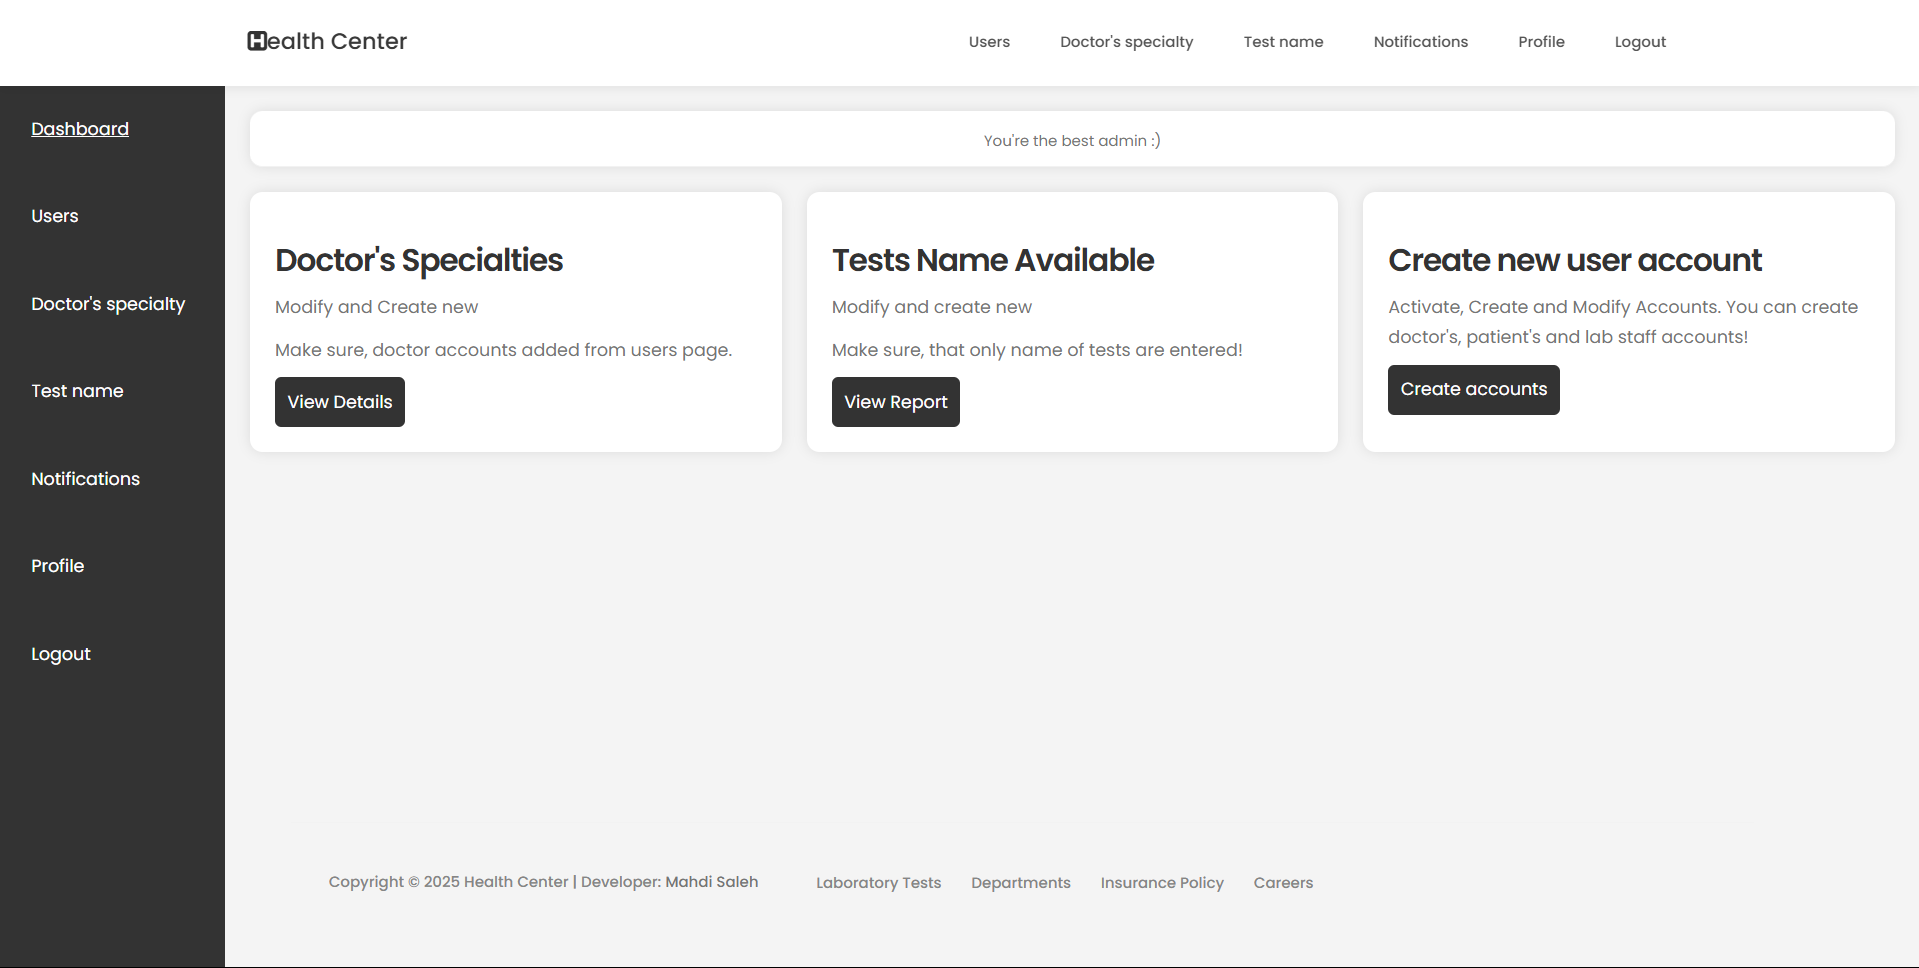 Health Center
Users Doctor's specialty Test name Notifications Profile Logout
Dashboard
Users
Doctor's specialty
Test name
Notifications
Profile
Logout
You're the best admin :)
Doctor's Specialties
Modify and Create new
Make sure, doctor accounts added from users page.
View Details
Tests Name Available
Modify and create new
Make sure, that only name of tests are entered!
View Report
Create new user account
Activate, Create and Modify Accounts. You can create
doctor's, patient's and lab staff accounts!
Create accounts
Copyright © 2025 Health Center | Developer: Mahdi Saleh
Laboratory Tests Departments Insurance Policy Careers